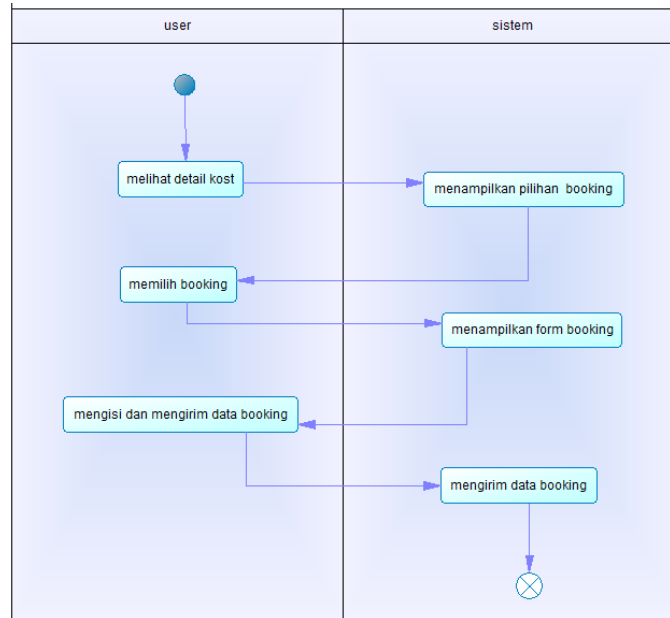 user
sistem
melihat detail kost
menampilkan pilihan booking
memilih booking
menampilkan form booking
mengisi dan mengirim data booking
mengirim data booking